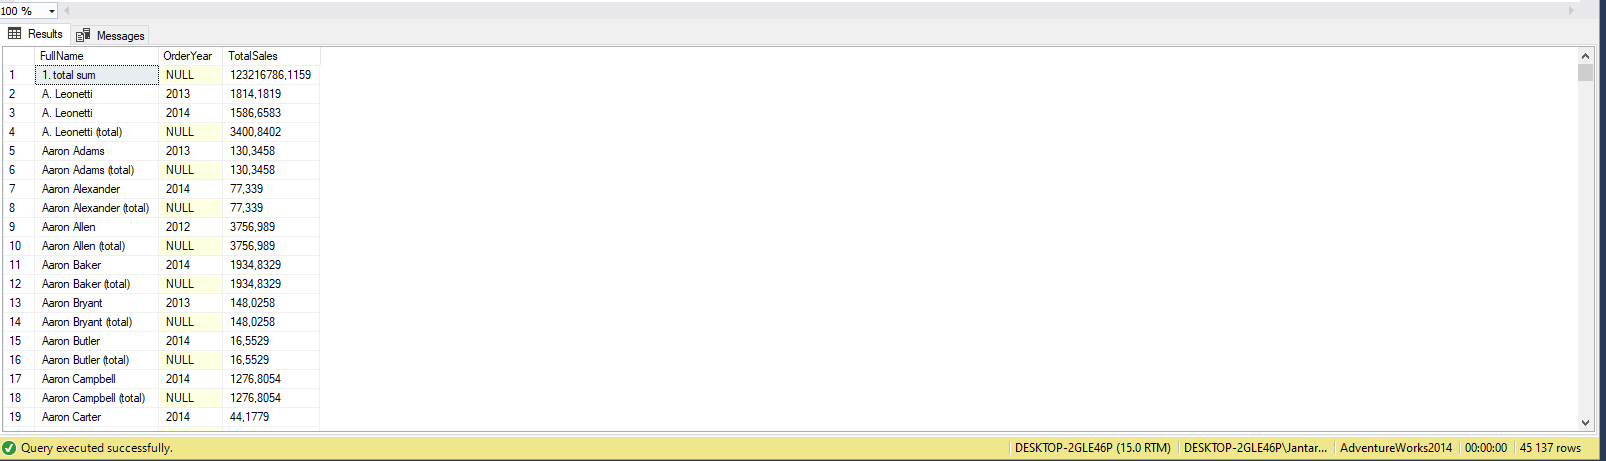 100 %
Results Messages
FullName OrderYear TotalSales
1 1. total sum NULL 123216786,1159
2 A. Leonetti 2013 1814,1819
3 A. Leonetti 2014 1586,6583
4 A. Leonetti (total) NULL 3400,8402
5 Aaron Adams 2013 130,3458
6 Aaron Adams (total) NULL 130,3458
7 Aaron Alexander 2014 77,339
8 Aaron Alexander (total) NULL 77,339
9 Aaron Allen 2012 3756,989
10 Aaron Allen (total) NULL 3756,989
11 Aaron Baker 2014 1934,8329
12 Aaron Baker (total) NULL 1934,8329
13 Aaron Bryant 2013 148,0258
14 Aaron Bryant (total) NULL 148,0258
15 Aaron Butler 2014 16,5529
16 Aaron Butler (total) NULL 16,5529
17 Aaron Campbell 2014 1276,8054
18 Aaron Campbell (total) NULL 1276,8054
19 Aaron Carter 2014 44,1779
Query executed successfully. DESKTOP-2GLE46P (15.0 RTM) DESKTOP-2GLE46P\Jantar... AdventureWorks2014 00:00:00 45 137 rows